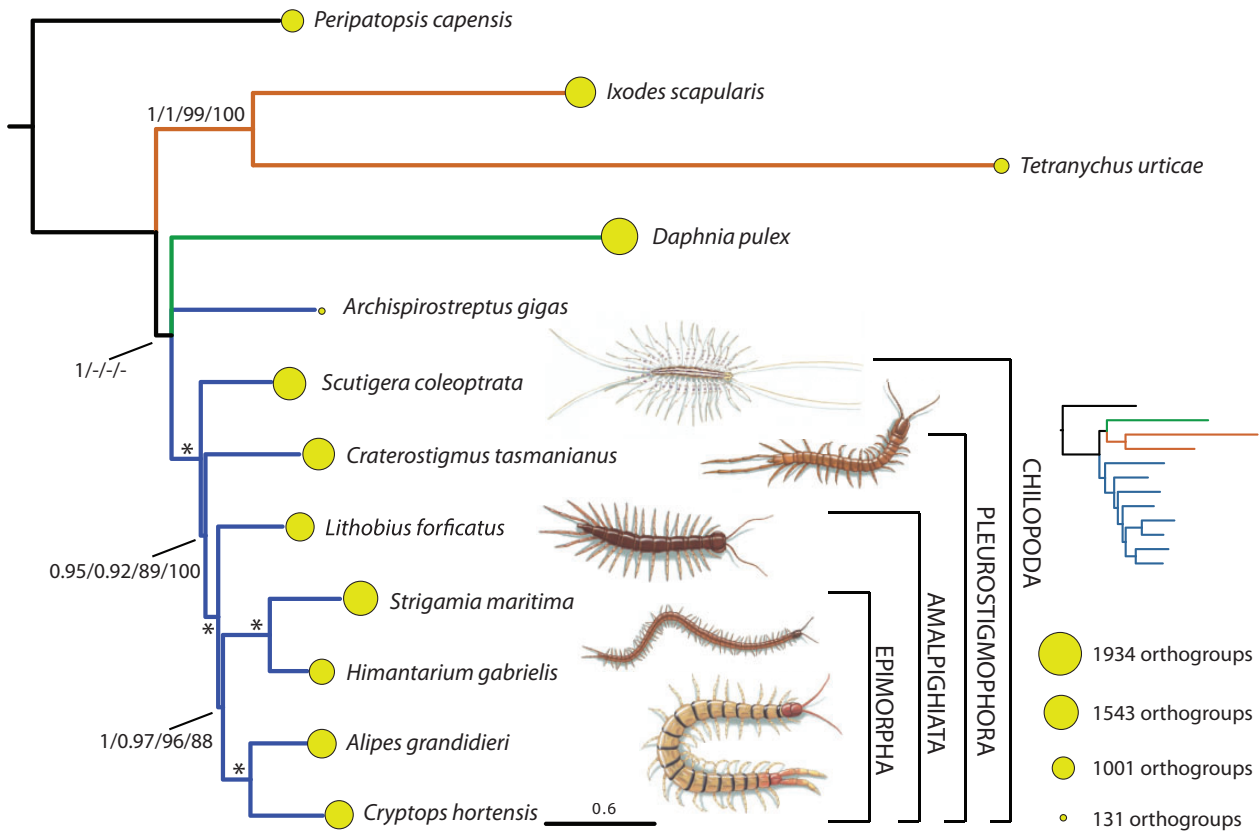 Peripatopsis capensis
Ixodes scapularis
1/1/99/100
Tetranychus urticae
Daphnia pulex
Archispirostreptus gigas
1/-/-/-
Scutigera coleoptrata
*
Craterostigmus tasmanianus
Lithobius forficatus
0.95/0.92/89/100
Strigamia maritima
*
*
Himantarium gabrielis
1/0.97/96/88
Alipes grandidieri
*
Cryptops hortensis
0.6
EPIMORPHA
AMALPIGHIATA
PLEUROSTIGMOPHORA
CHILOPODA
1934 orthogroups
1543 orthogroups
1001 orthogroups
131 orthogroups